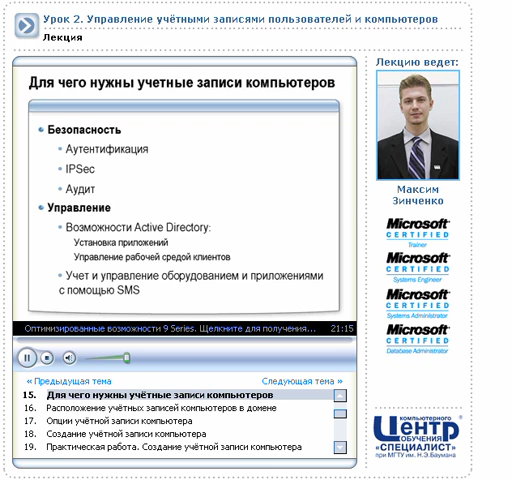 Урок 2. Управление учётными записями пользователей и компьютеров
Лекция
Для чего нужны учетные записи компьютеров
Безопасность
Аутентификация
IPSec
Аудит
Управление
Возможности Active Directory:
Установка приложений
Управление рабочей средой клиентов
Учет и управление оборудованием и приложениями
с помощью SMS
Оптимизированные возможности 9 Series. Щелкните для получения... 21:15
« Предыдущая тема Следующая тема »
15. Для чего нужны учётные записи компьютеров
16. Расположение учётных записей компьютеров в домене
17. Опции учётной записи компьютера
18. Создание учётной записи компьютера
19. Практическая работа. Создание учётной записи компьютера
Лекцию ведет:
Максим
Зинченко
Microsoft
CERTIFIED
Trainer
Microsoft
CERTIFIED
Systems Engineer
Microsoft
CERTIFIED
Systems Administrator
Microsoft
CERTIFIED
Database Administrator
компьютерного
Центр
ОБУЧЕНИЯ
«СПЕЦИАЛИСТ»
при МГТУ им. Н.Э.Баумана